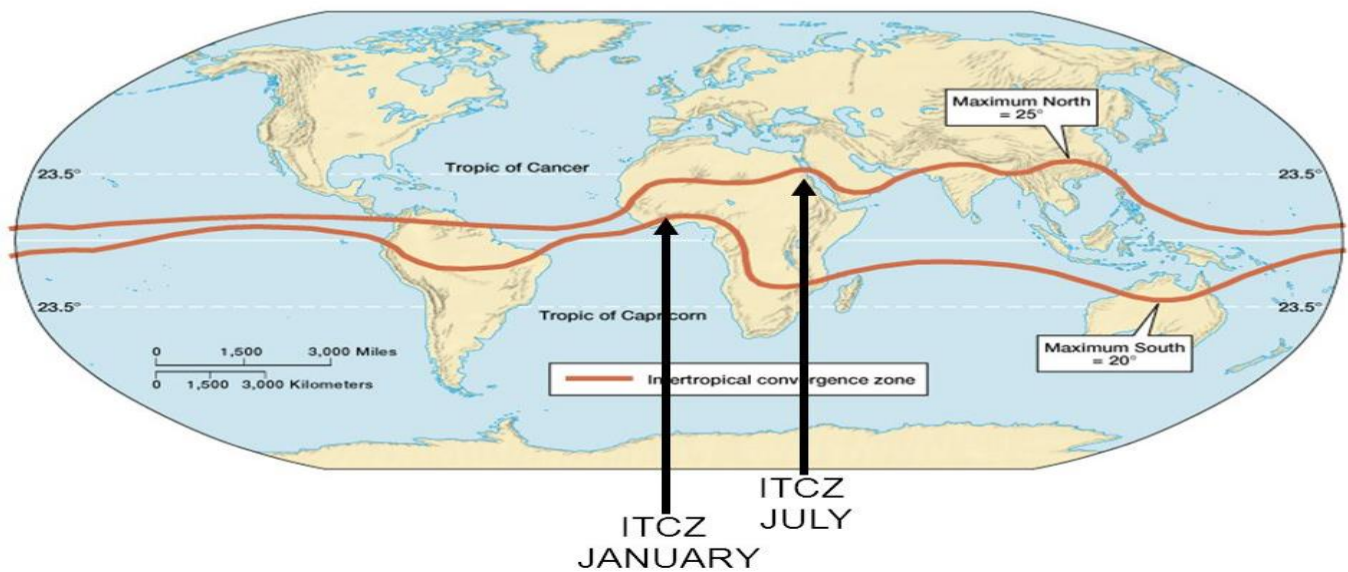 Maximum North
= 25°
Tropic of Cancer
23.5°
23.5°
23.5°
23.5°
Tropic of Capricorn
Maximum South
= 20°
0 1,500 3,000 Miles
0 1,500 3,000 Kilometers
Intertropical convergence zone
ITCZ
JULY
ITCZ
JANUARY